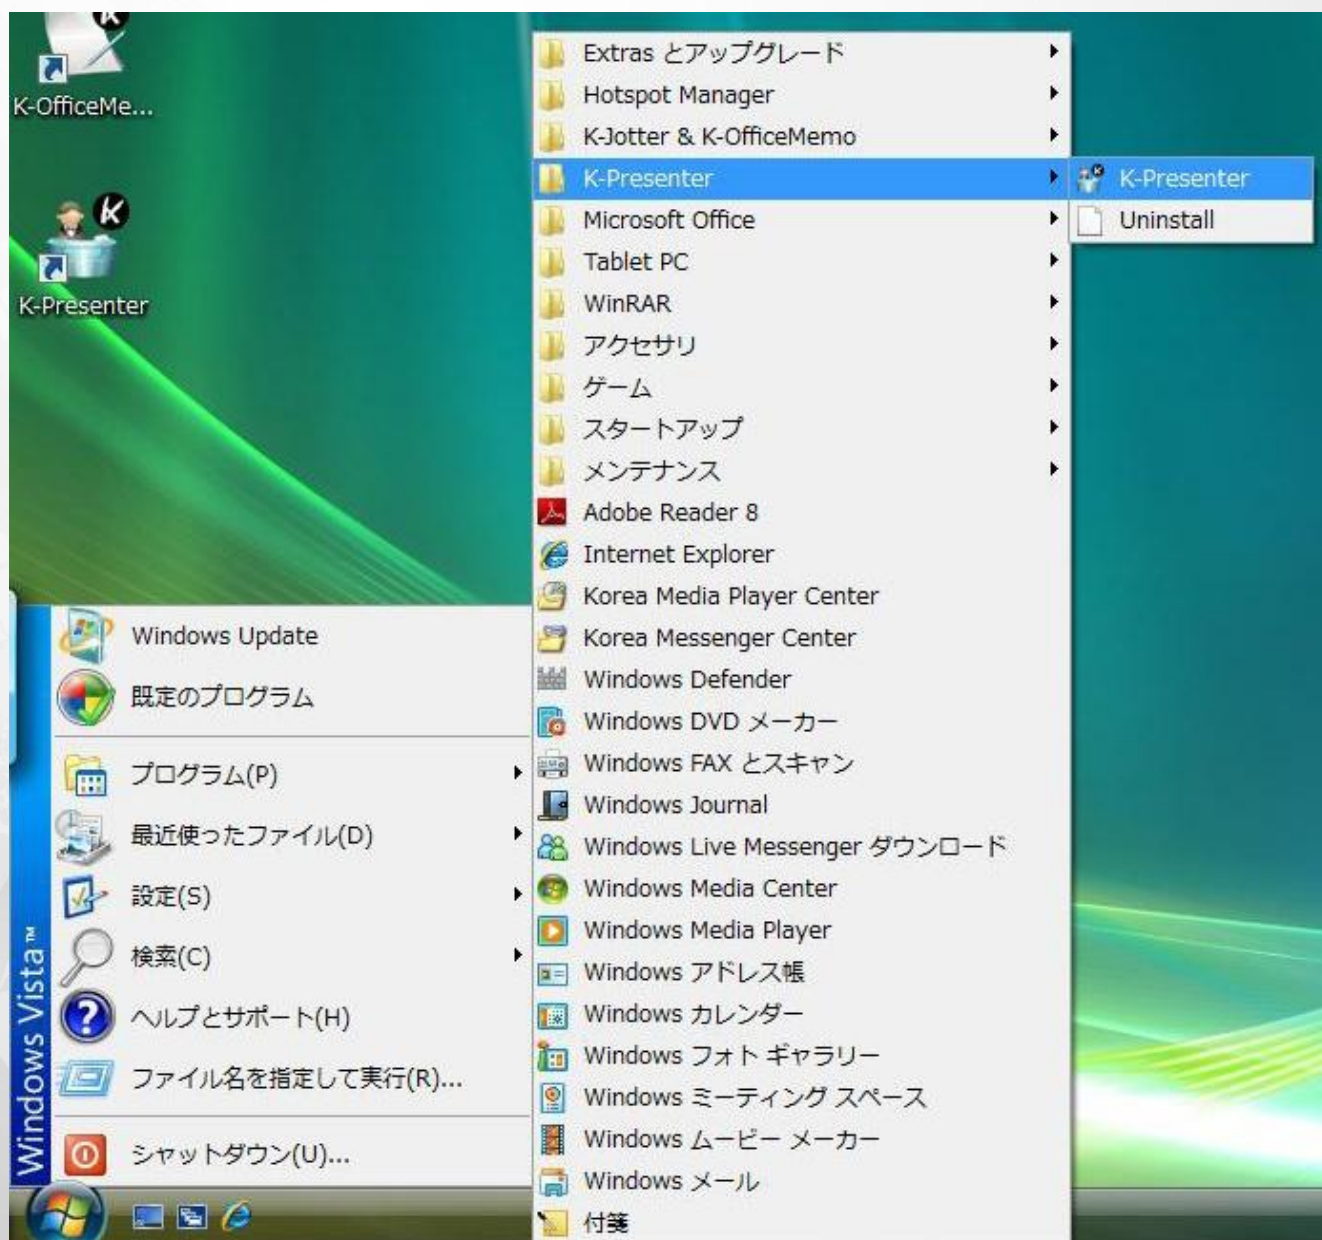 K-OfficeMe...
K-Presenter
Extras とアップグレード
Hotspot Manager
K-Jotter & K-OfficeMemo
K-Presenter
Microsoft Office
Tablet PC
WinRAR
アクセサリ
ゲーム
スタートアップ
メンテナンス
Adobe Reader 8
Internet Explorer
Korea Media Player Center
Korea Messenger Center
Windows Defender
Windows DVD メーカー
Windows FAX とスキャン
Windows Journal
Windows Live Messenger ダウンロード
Windows Media Center
Windows Media Player
Windows アドレス帳
Windows カレンダー
Windows フォト ギャラリー
Windows ミーティング スペース
Windows ムービー メーカー
Windows メール
付箋
K-Presenter
Uninstall
Windows Update
既定のプログラム
プログラム(P)
最近使ったファイル(D)
設定(S)
検索(C)
ヘルプとサポート(H)
ファイル名を指定して実行(R)...
シャットダウン(U)...
Windows Vista™